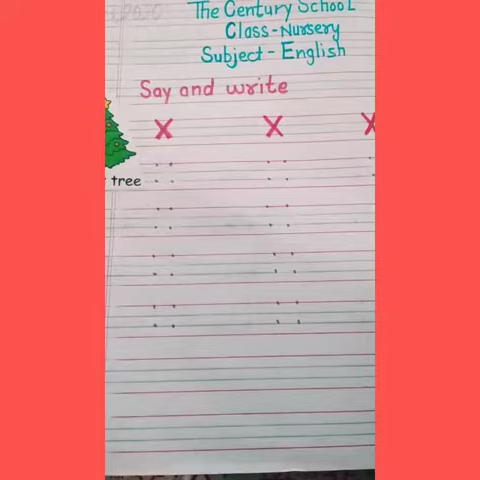 The Century School
Class-Nursery
Subject - English
Say and write
X X X
tree